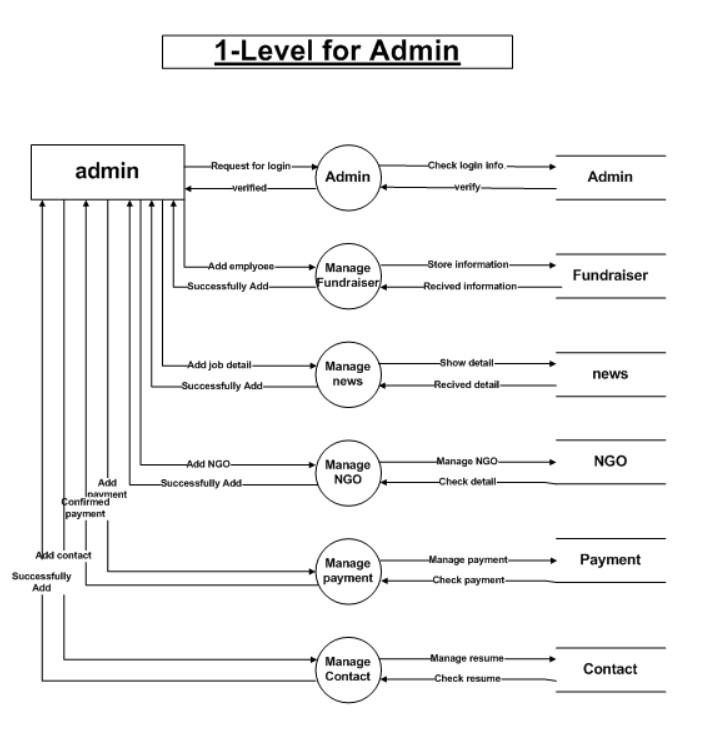 1-Level for Admin
admin
Request for login
Admin
Check login info.
Admin
verified
verify
Add emplyoee
Manage
Fundraiser
Store information
Fundraiser
Successfully Add
Recived information
Add job detail
Manage
news
Show detail
news
Successfully Add
Recived detail
Add NGO
Manage
NGO
Manage NGO
NGO
Successfully Add
Check detail
Add
payment
Confirmed
payment
Add contact
Successfully
Add
Manage
payment
Manage payment
Payment
Check payment
Manage
Contact
Manage resume
Contact
Check resume